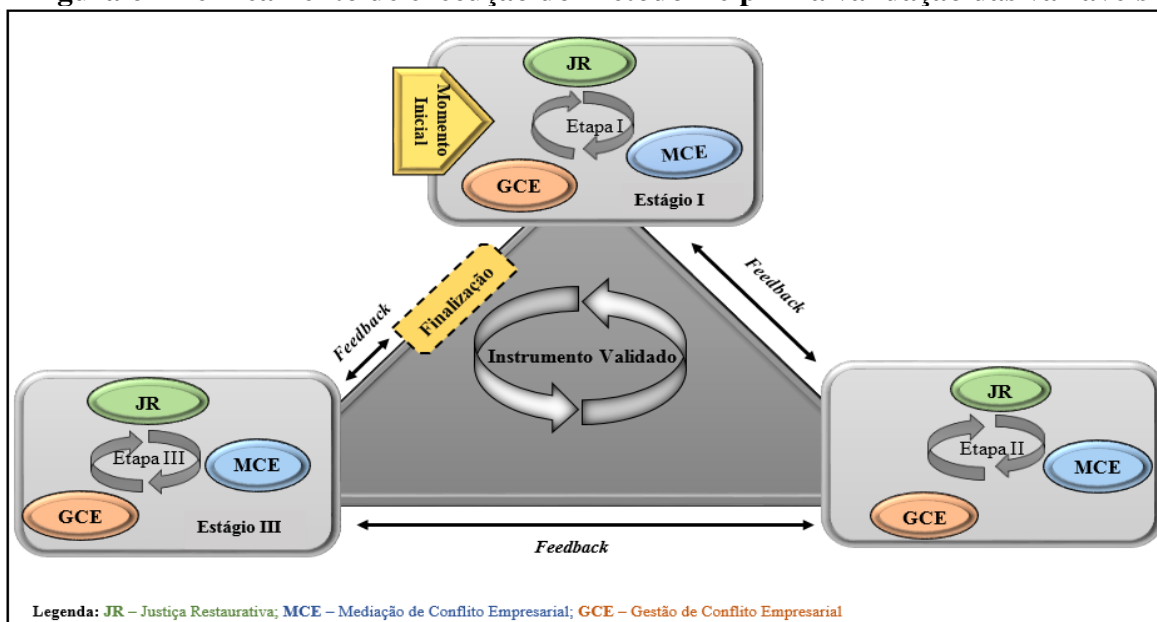 JR
Momento
Inicial
Etapa I
MCE
GCE
Estágio I
Finalização
Feedback
Feedback
Instrumento Validado
JR
Etapa III
MCE
GCE
Estágio III
JR
Etapa II
MCE
GCE
Feedback
Legenda: JR – Justiça Restaurativa; MCE – Mediação de Conflito Empresarial; GCE – Gestão de Conflito Empresarial